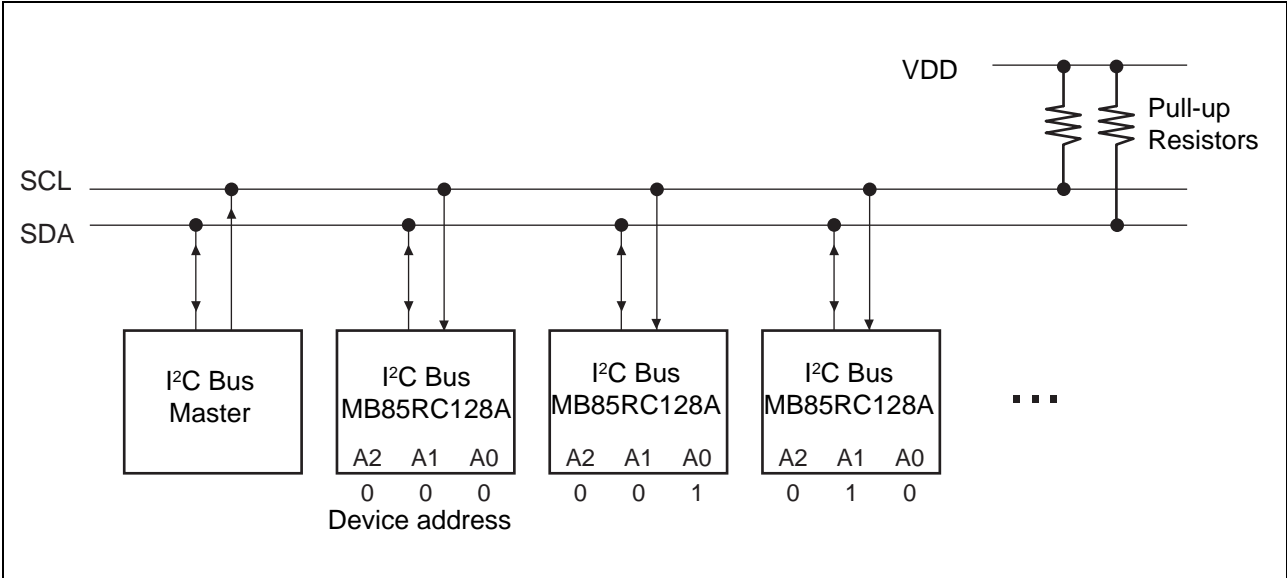 VDD
Pull-up
Resistors
SCL
SDA
I²C Bus
Master
I²C Bus
MB85RC128A
A2 A1 A0
0 0 0
Device address
I²C Bus
MB85RC128A
A2 A1 A0
0 0 1
I²C Bus
MB85RC128A
A2 A1 A0
0 1 0
...